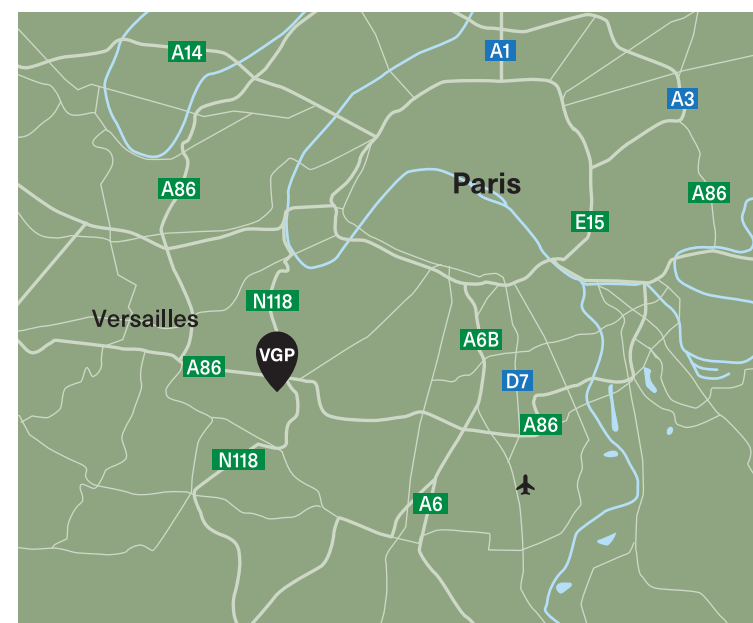 A14
A1
A3
A86
Paris
A86
E15
N118
Versailles
A6B
VGP
A86
D7
A86
N118
A6